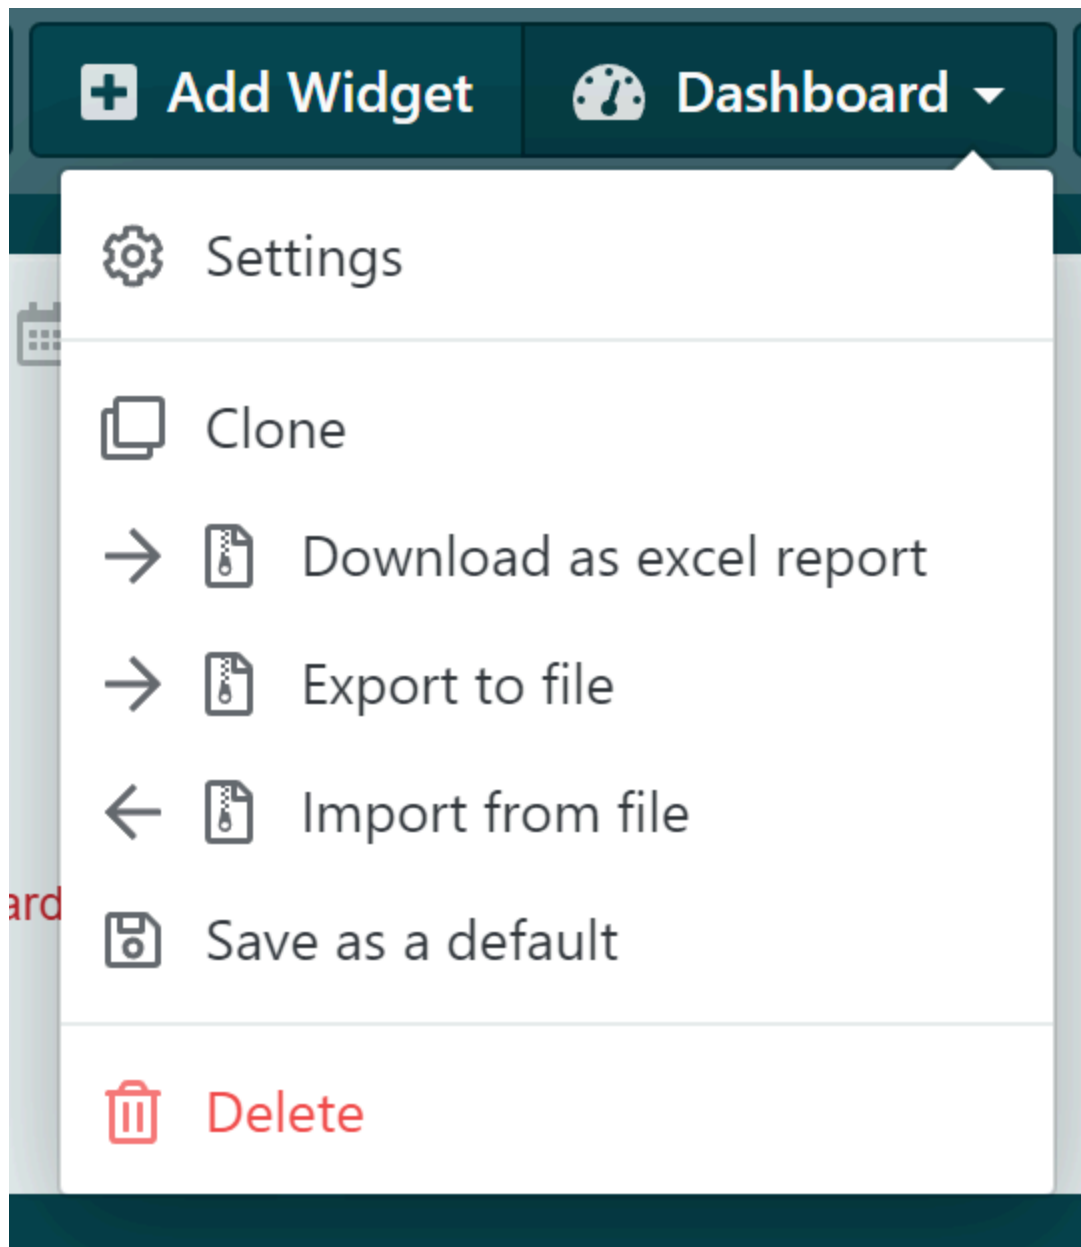 Add Widget
Dashboard
Settings
Clone
Download as excel report
Export to file
Import from file
ard
Save as a default
Delete